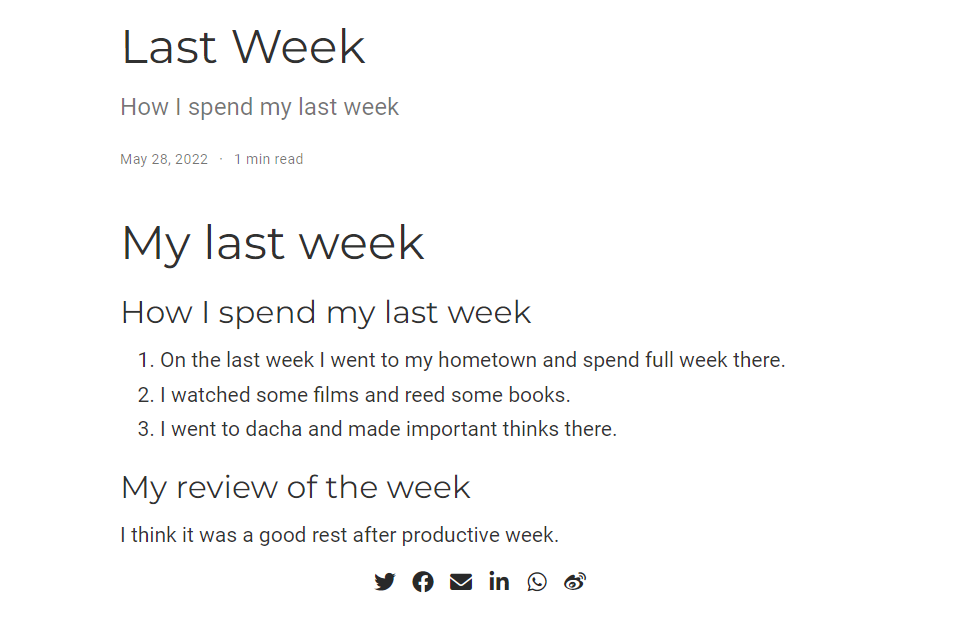 Last Week
How I spend my last week
May 28, 2022 · 1 min read
My last week
How I spend my last week
1. On the last week I went to my hometown and spend full week there.
2. I watched some films and reed some books.
3. I went to dacha and made important thinks there.
My review of the week
I think it was a good rest after productive week.